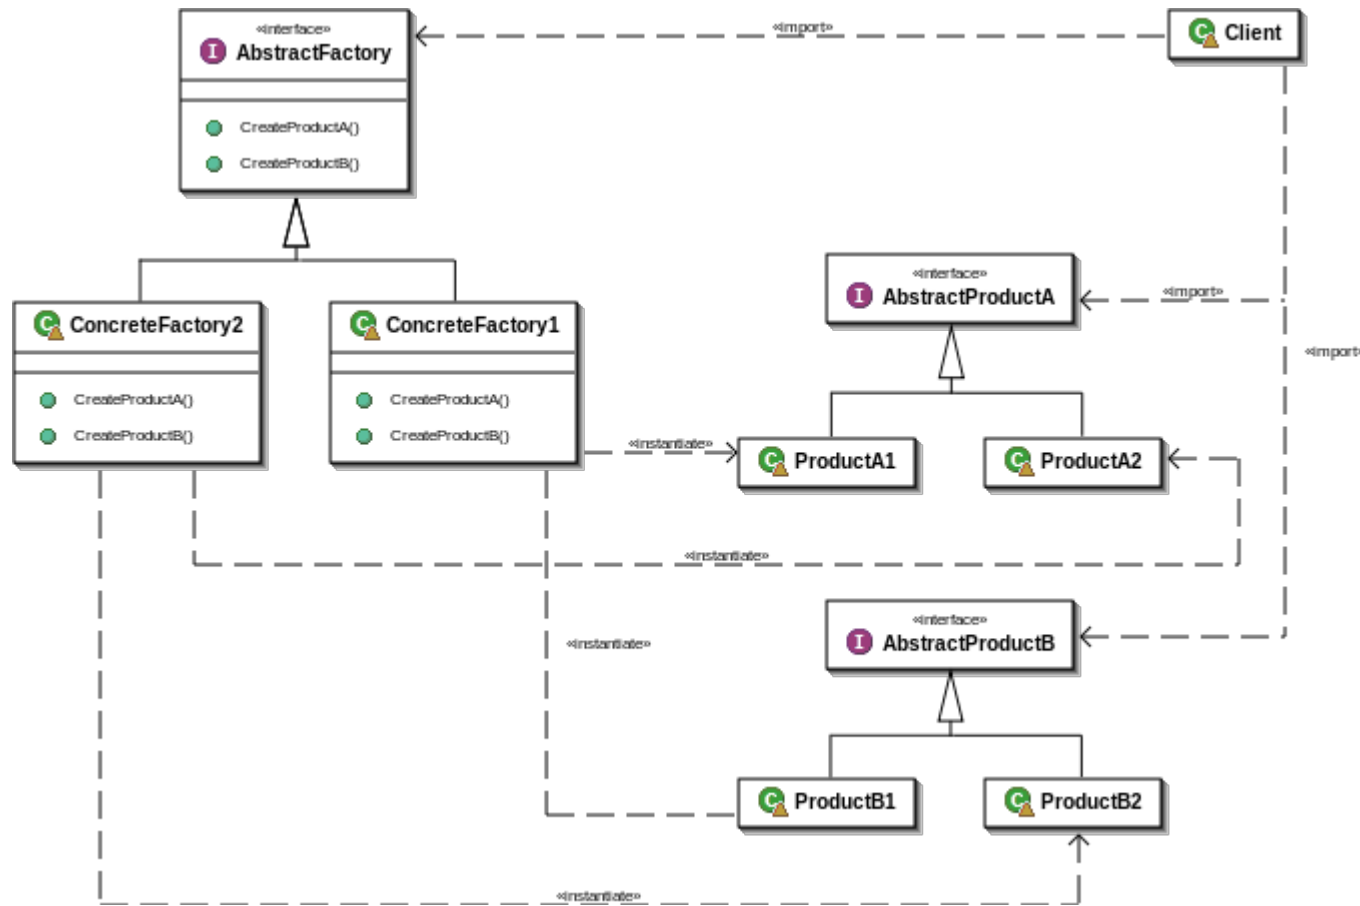 «interface»
I AbstractFactory
CreateProductA()
CreateProductB()
«import»
C Client
C ConcreteFactory2
CreateProductA()
CreateProductB()
C ConcreteFactory1
CreateProductA()
CreateProductB()
«interface»
I AbstractProductA
«import»
«import»
«instantiate»
C ProductA1
C ProductA2
«instantiate»
«interface»
I AbstractProductB
«instantiate»
C ProductB1
C ProductB2
«instantiate»